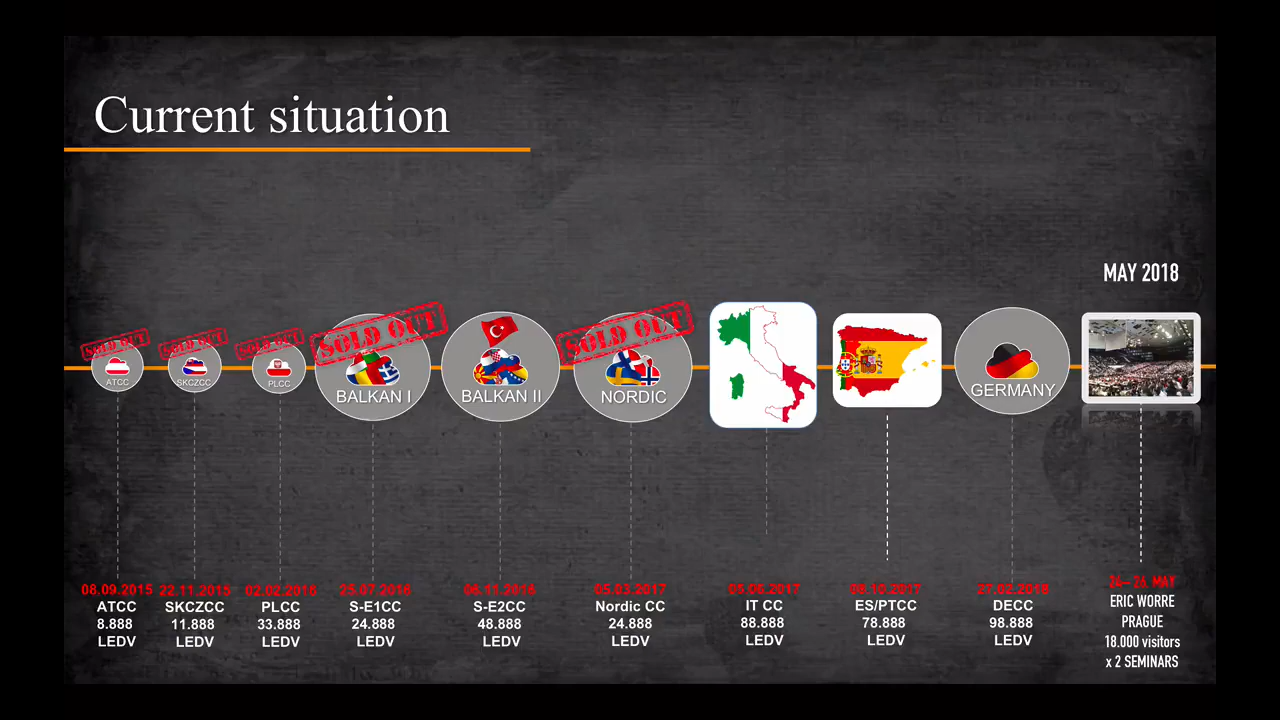 Current situation
MAY 2018
SOLD OUT
ATCC
SOLD OUT
SKCZCC
SOLD OUT
PLCC
SOLD OUT
BALKAN I
BALKAN II
SOLD OUT
NORDIC
GERMANY
08.09.2015
ATCC
8.888
LEDV
22.11.2015
SKCZCC
11.888
LEDV
02.02.2016
PLCC
33.888
LEDV
25.07.2016
S-E1CC
24.888
LEDV
06.11.2016
S-E2CC
48.888
LEDV
05.03.2017
Nordic CC
24.888
LEDV
05.06.2017
IT CC
88.888
LEDV
08.10.2017
ES/PTCC
78.888
LEDV
27.02.2018
DECC
98.888
LEDV
24– 26. MAY
ERIC WORRE
PRAGUE
18.000 visitors
x 2 SEMINARS